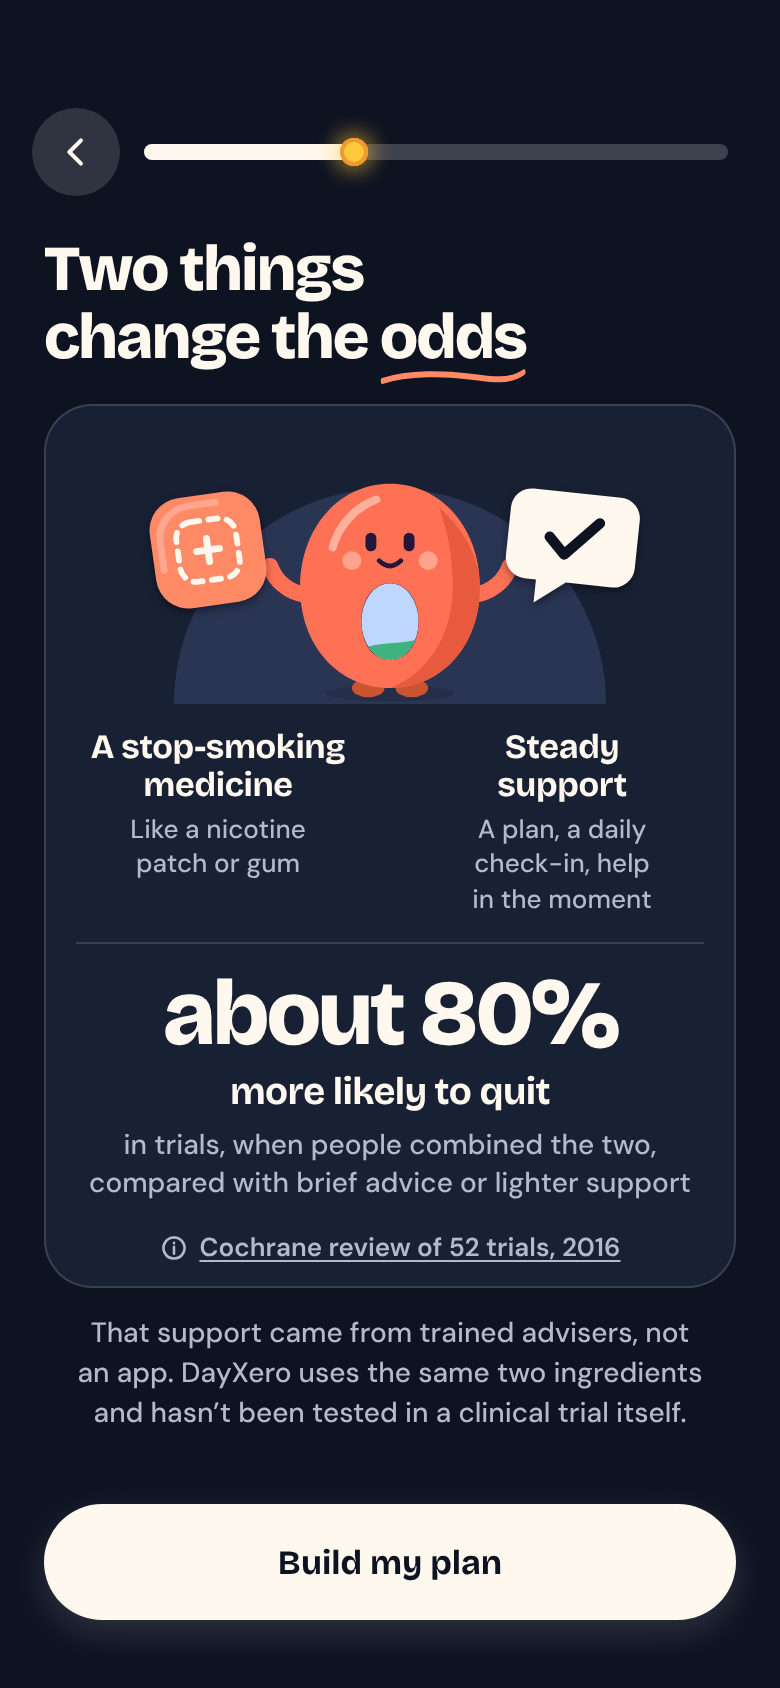 Two things
change the odds
A stop-smoking
medicine
Like a nicotine
patch or gum
Steady
support
A plan, a daily
check-in, help
in the moment
about 80%
more likely to quit
in trials, when people combined the two,
compared with brief advice or lighter support
Cochrane review of 52 trials, 2016
That support came from trained advisers, not
an app. DayXero uses the same two ingredients
and hasn’t been tested in a clinical trial itself.
Build my plan